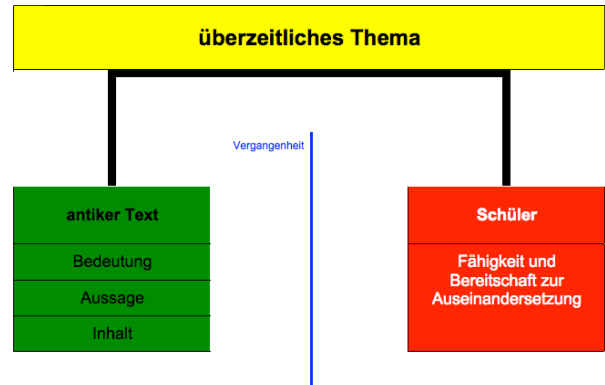 überzeitliches Thema
Vergangenheit
antiker Text
Bedeutung
Aussage
Inhalt
Schüler
Fähigkeit und
Bereitschaft zur
Auseinandersetzung